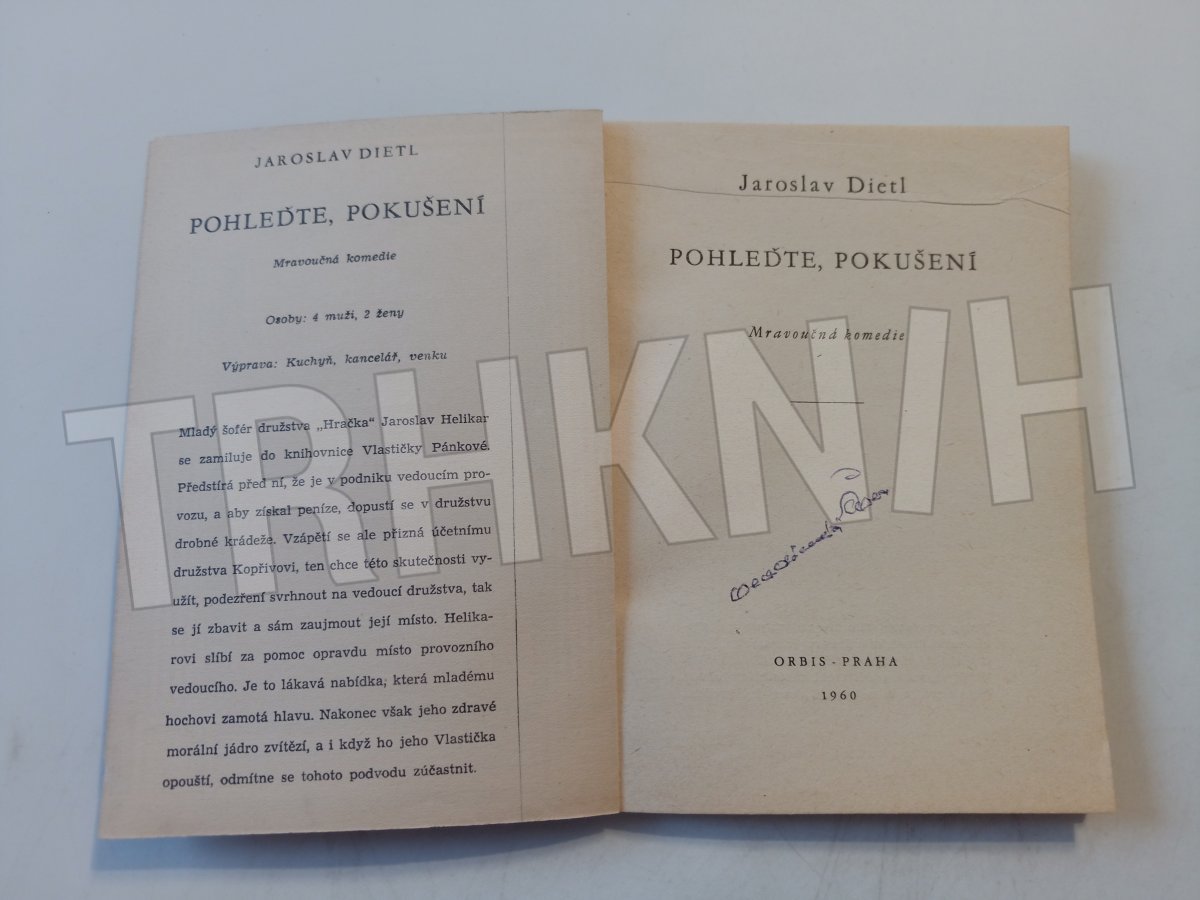 JAROSLAV DIETL
POHLEĎTE, POKUŠENÍ
Mravoučná komedie
Osoby: 4 muži, 2 ženy
Výprava: Kuchyň, kancelář, venku
Mladý šofér družstva „Hračka“ Jaroslav Helikar
se zamiluje do knihovnice Vlastičky Pánkové.
Předstírá před ní, že je v podniku vedoucím pro-
vozu, a aby získal peníze, dopustí se v družstvu
drobné krádeže. Vzápětí se ale přizná účetnímu
družstva Kopřivovi, ten chce této skutečnosti vy-
užít, podezření svrhnout na vedoucí družstva, tak
se jí zbavit a sám zaujmout její místo. Helika-
rovi slíbí za pomoc opravdu místo provozního
vedoucího. Je to lákavá nabídka, která mladému
hochovi zamotá hlavu. Nakonec však jeho zdravé
morální jádro zvítězí, a i když ho jeho Vlastička
opouští, odmítne se tohoto podvodu zúčastnit.
Jaroslav Dietl
POHLEĎTE, POKUŠENÍ
Mravoučná komedie
ORBIS - PRAHA
1960
TRHKNIH